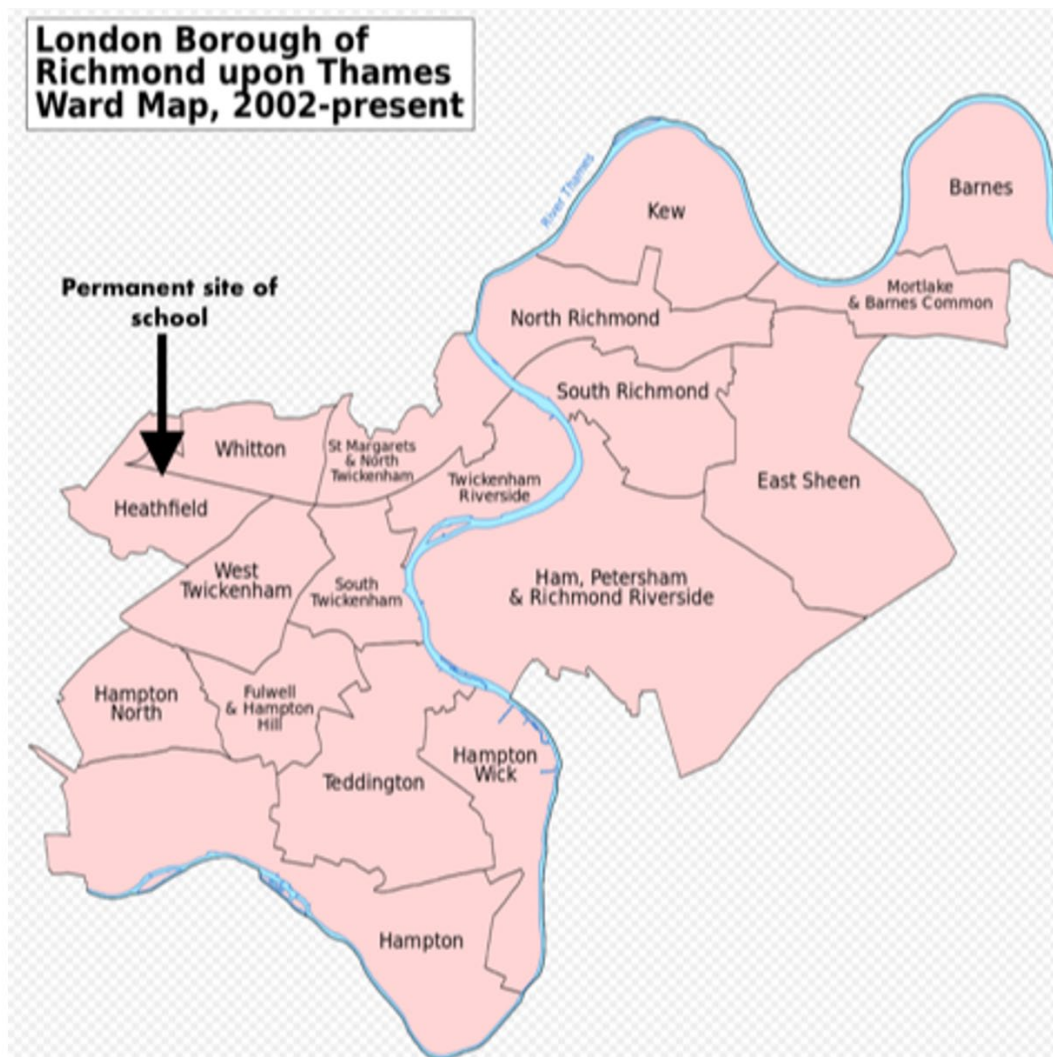 London Borough of
Richmond upon Thames
Ward Map, 2002-present
River Thames
Kew
Barnes
Mortlake
& Barnes Common
Permanent site of
school
North Richmond
South Richmond
Whitton
St Margarets
& North
Twickenham
Twickenham
Riverside
East Sheen
Heathfield
West
Twickenham
South
Twickenham
Ham, Petersham
& Richmond Riverside
Hampton
North
Fulwell
& Hampton
Hill
Hampton
Wick
Teddington
Hampton